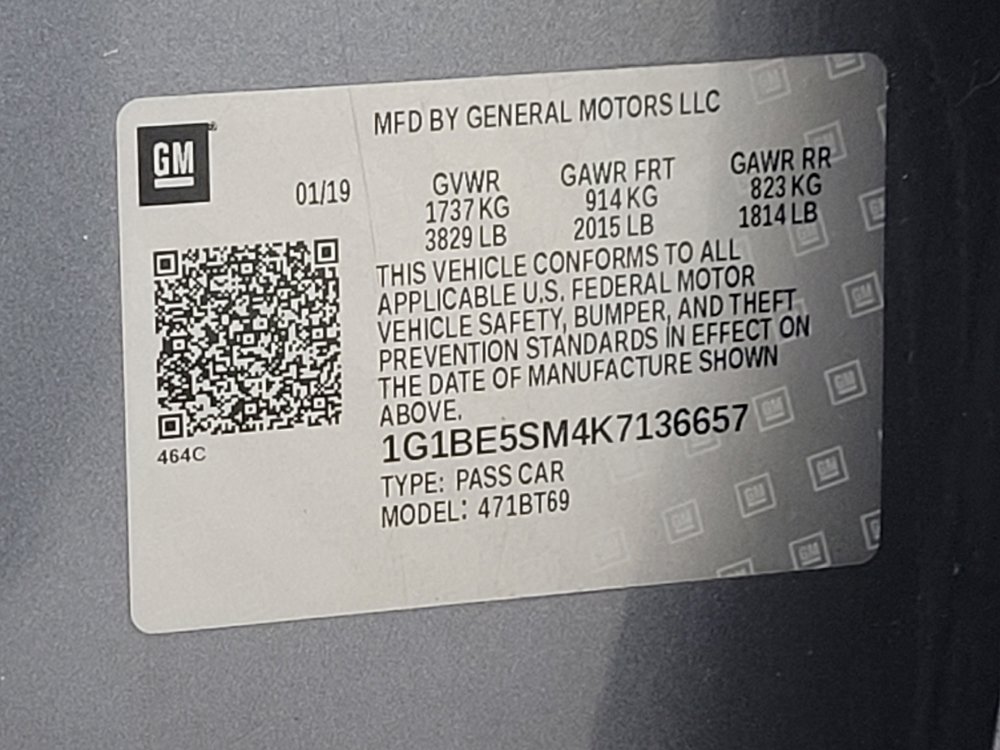 GM
MFD BY GENERAL MOTORS LLC
01/19
GVWR GAWR FRT GAWR RR
1737 KG 914 KG 823 KG
3829 LB 2015 LB 1814 LB
THIS VEHICLE CONFORMS TO ALL
APPLICABLE U.S. FEDERAL MOTOR
VEHICLE SAFETY, BUMPER, AND THEFT
PREVENTION STANDARDS IN EFFECT ON
THE DATE OF MANUFACTURE SHOWN
ABOVE.
1G1BE5SM4K7136657
TYPE: PASS CAR
MODEL: 471BT69
464C